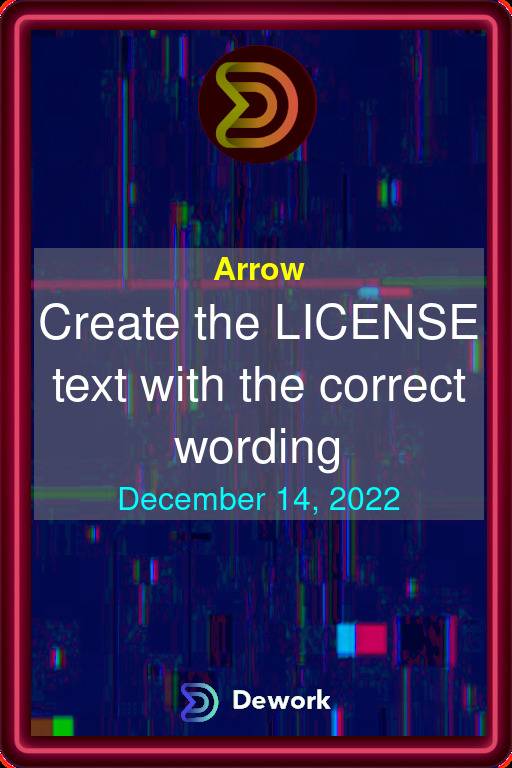 Arrow
Create the LICENSE
text with the correct
wording
December 14, 2022
Dework